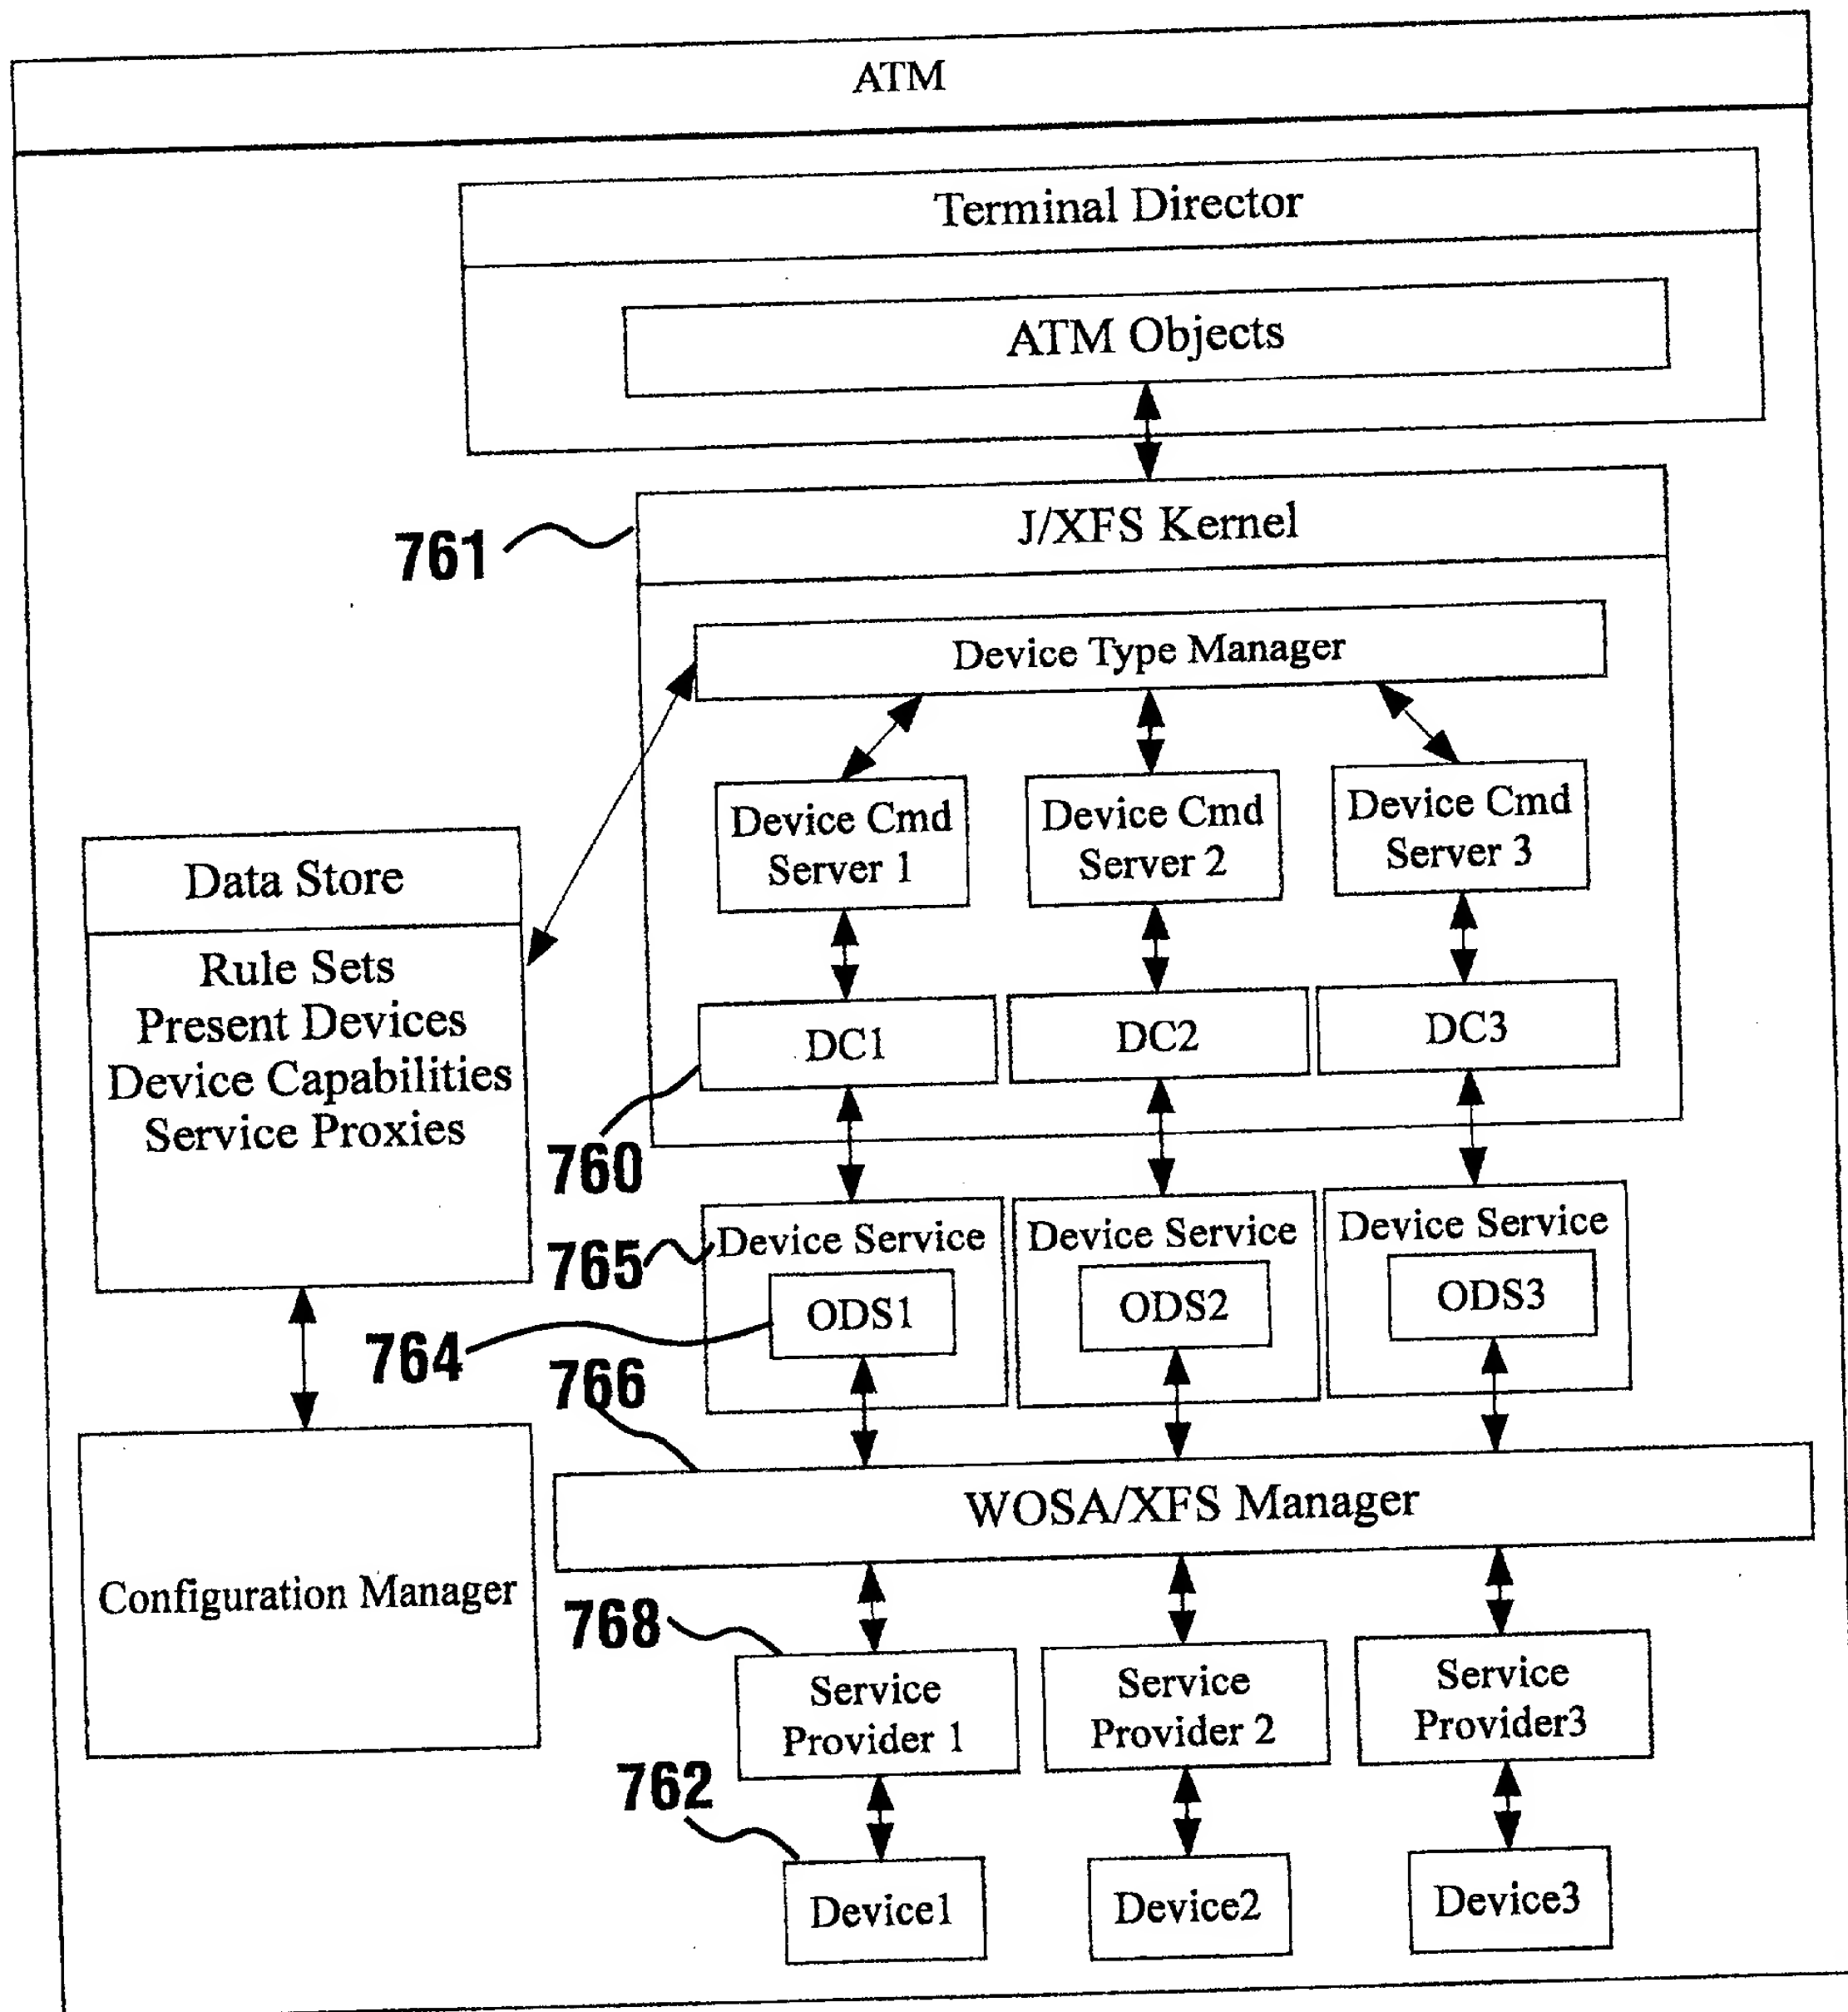 ATM
Terminal Director
ATM Objects
761
J/XFS Kernel
Device Type Manager
Device Cmd
Server 1
Device Cmd
Server 2
Device Cmd
Server 3
Data Store
Rule Sets
Present Devices
Device Capabilities
Service Proxies
DC1
DC2
DC3
760
765
Device Service
ODS1
Device Service
ODS2
Device Service
ODS3
764
766
WOSA/XFS Manager
Configuration Manager
768
Service
Provider 1
Service
Provider 2
Service
Provider3
762
Device1
Device2
Device3